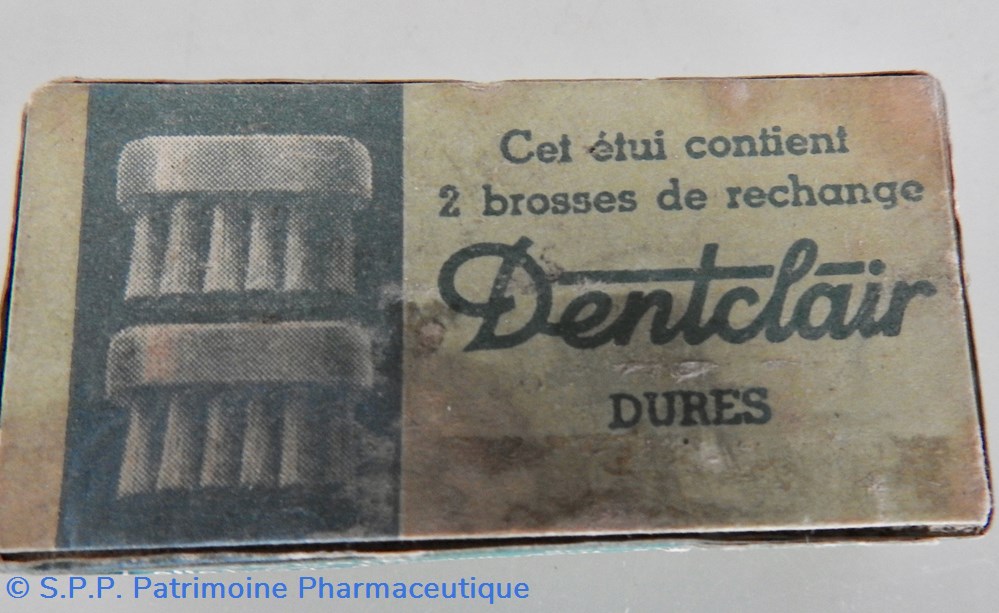 Cet étui contient
2 brosses de rechange
Dentclair
DURES
© S.P.P. Patrimoine Pharmaceutique